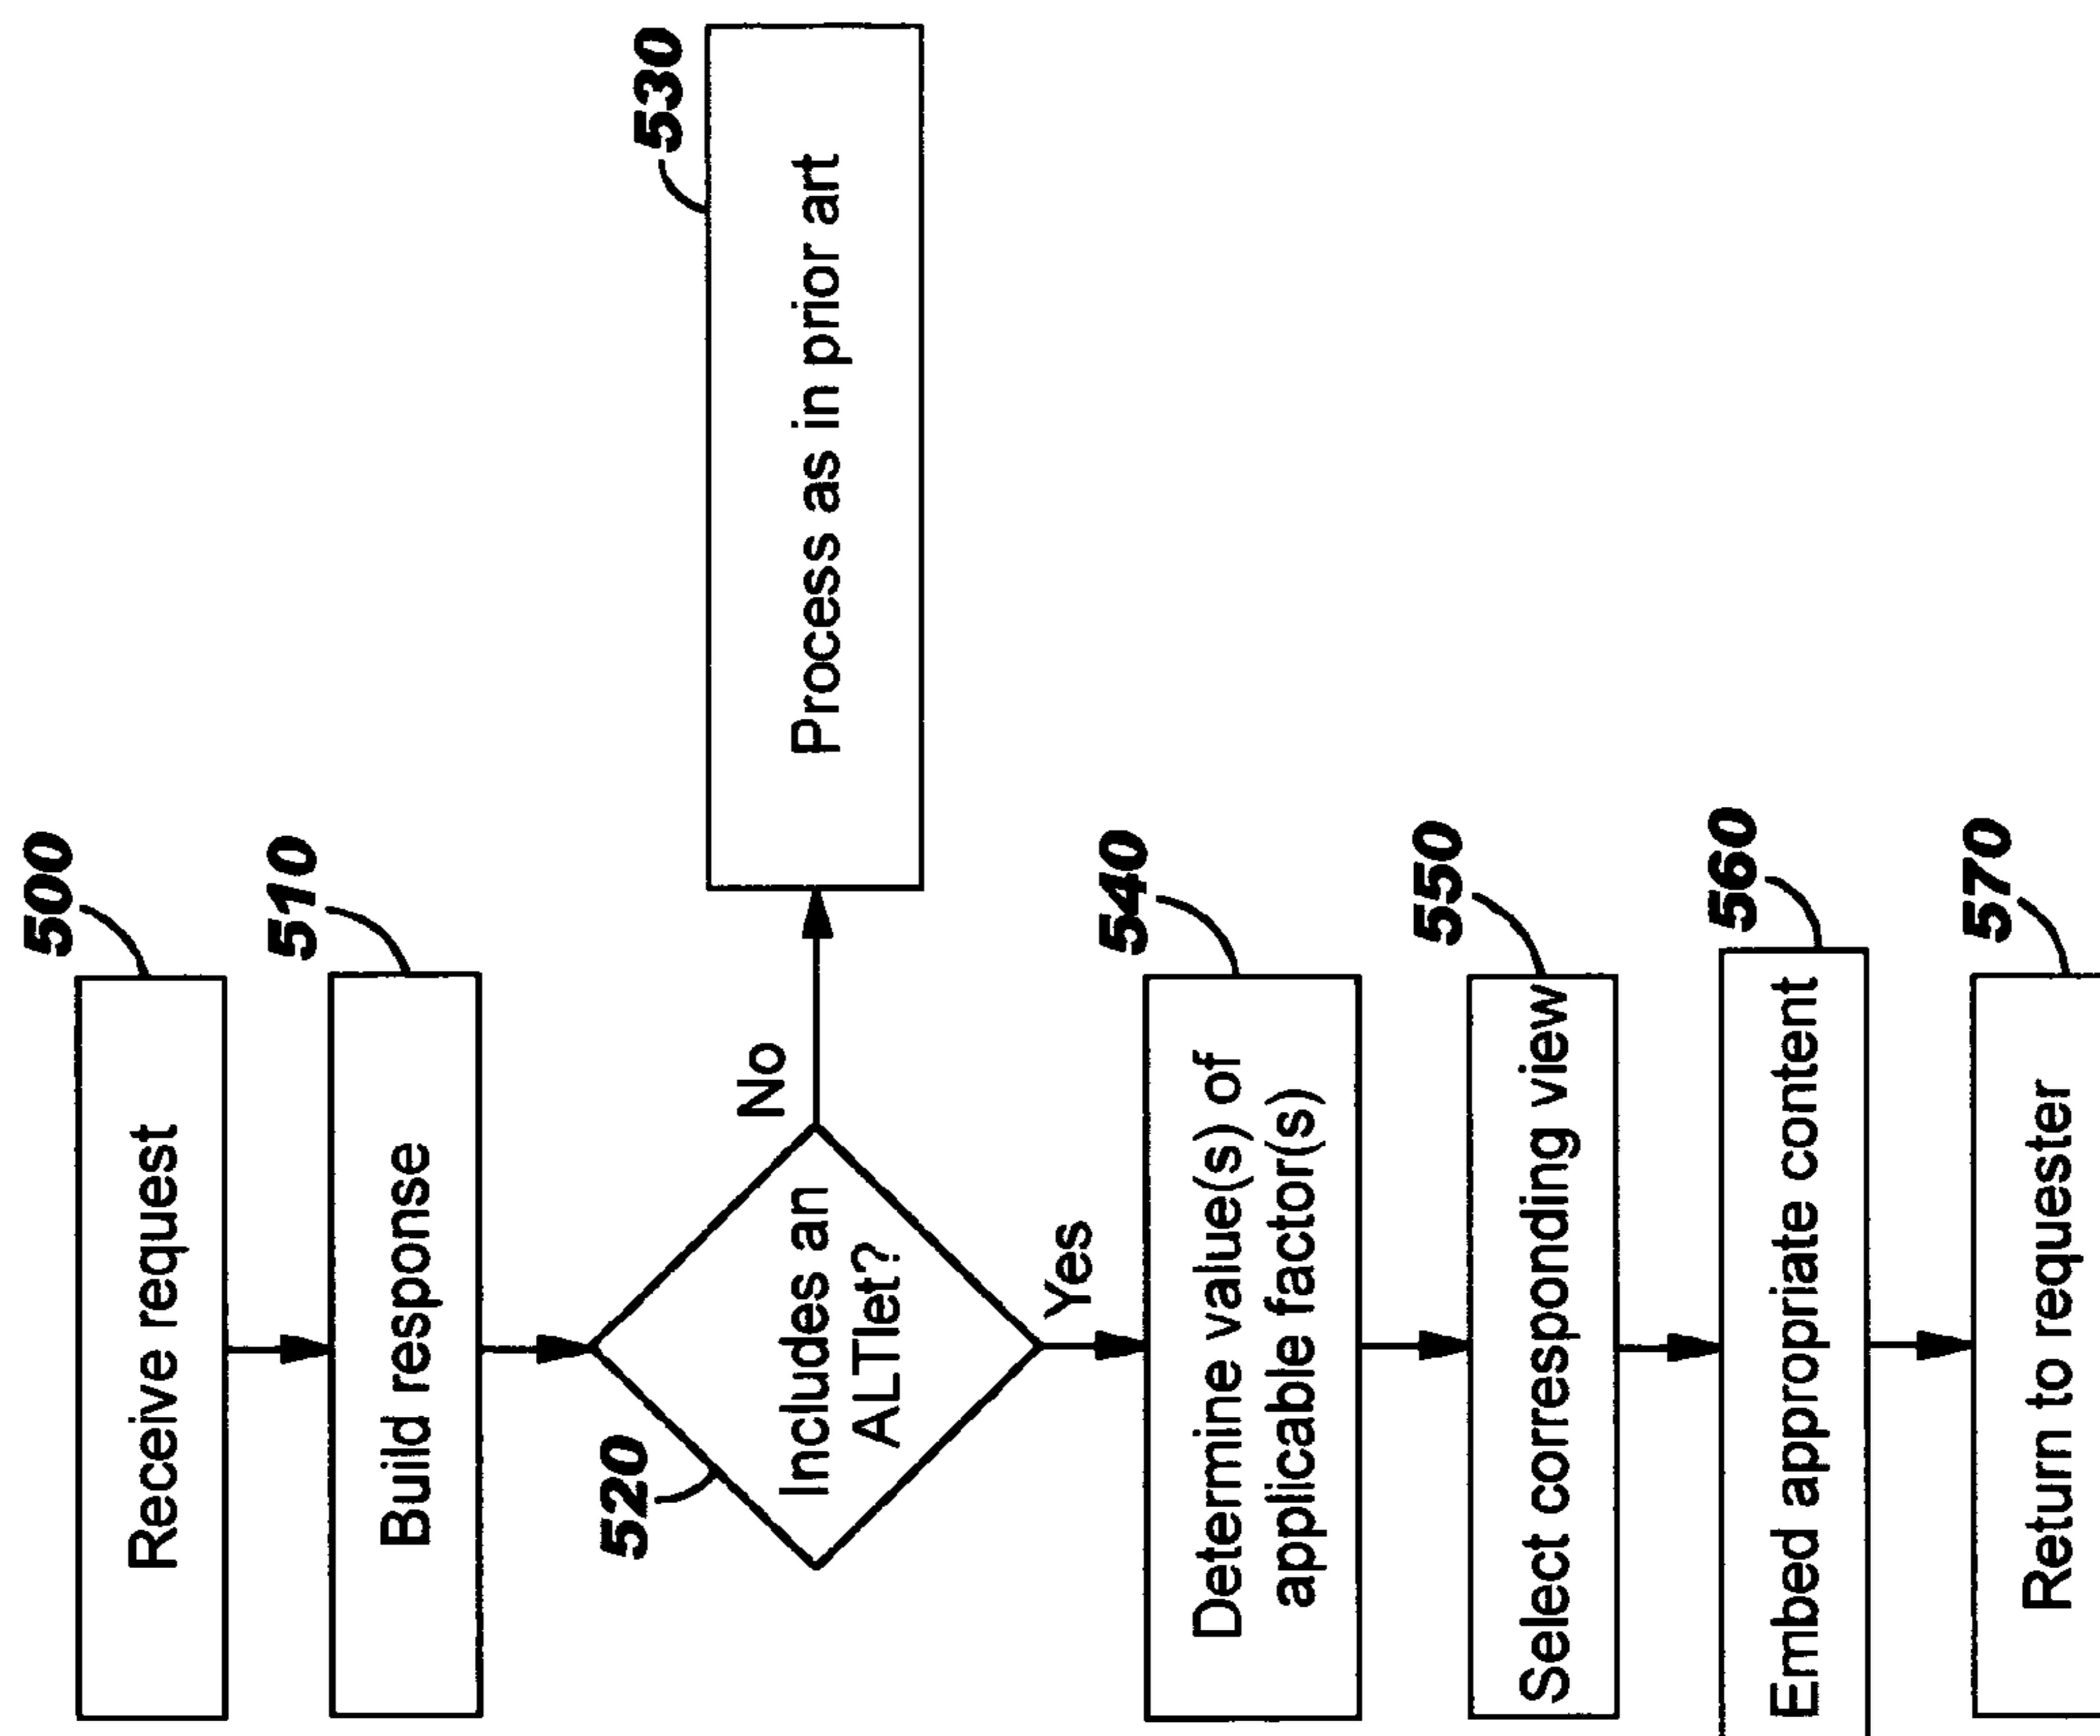 500
Receive request
510
Build response
520
Includes an
ALTlet?
No
530
Process as in prior art
Yes
540
Determine value(s) of
applicable factor(s)
550
Select corresponding view
560
Embed appropriate content
570
Return to requester